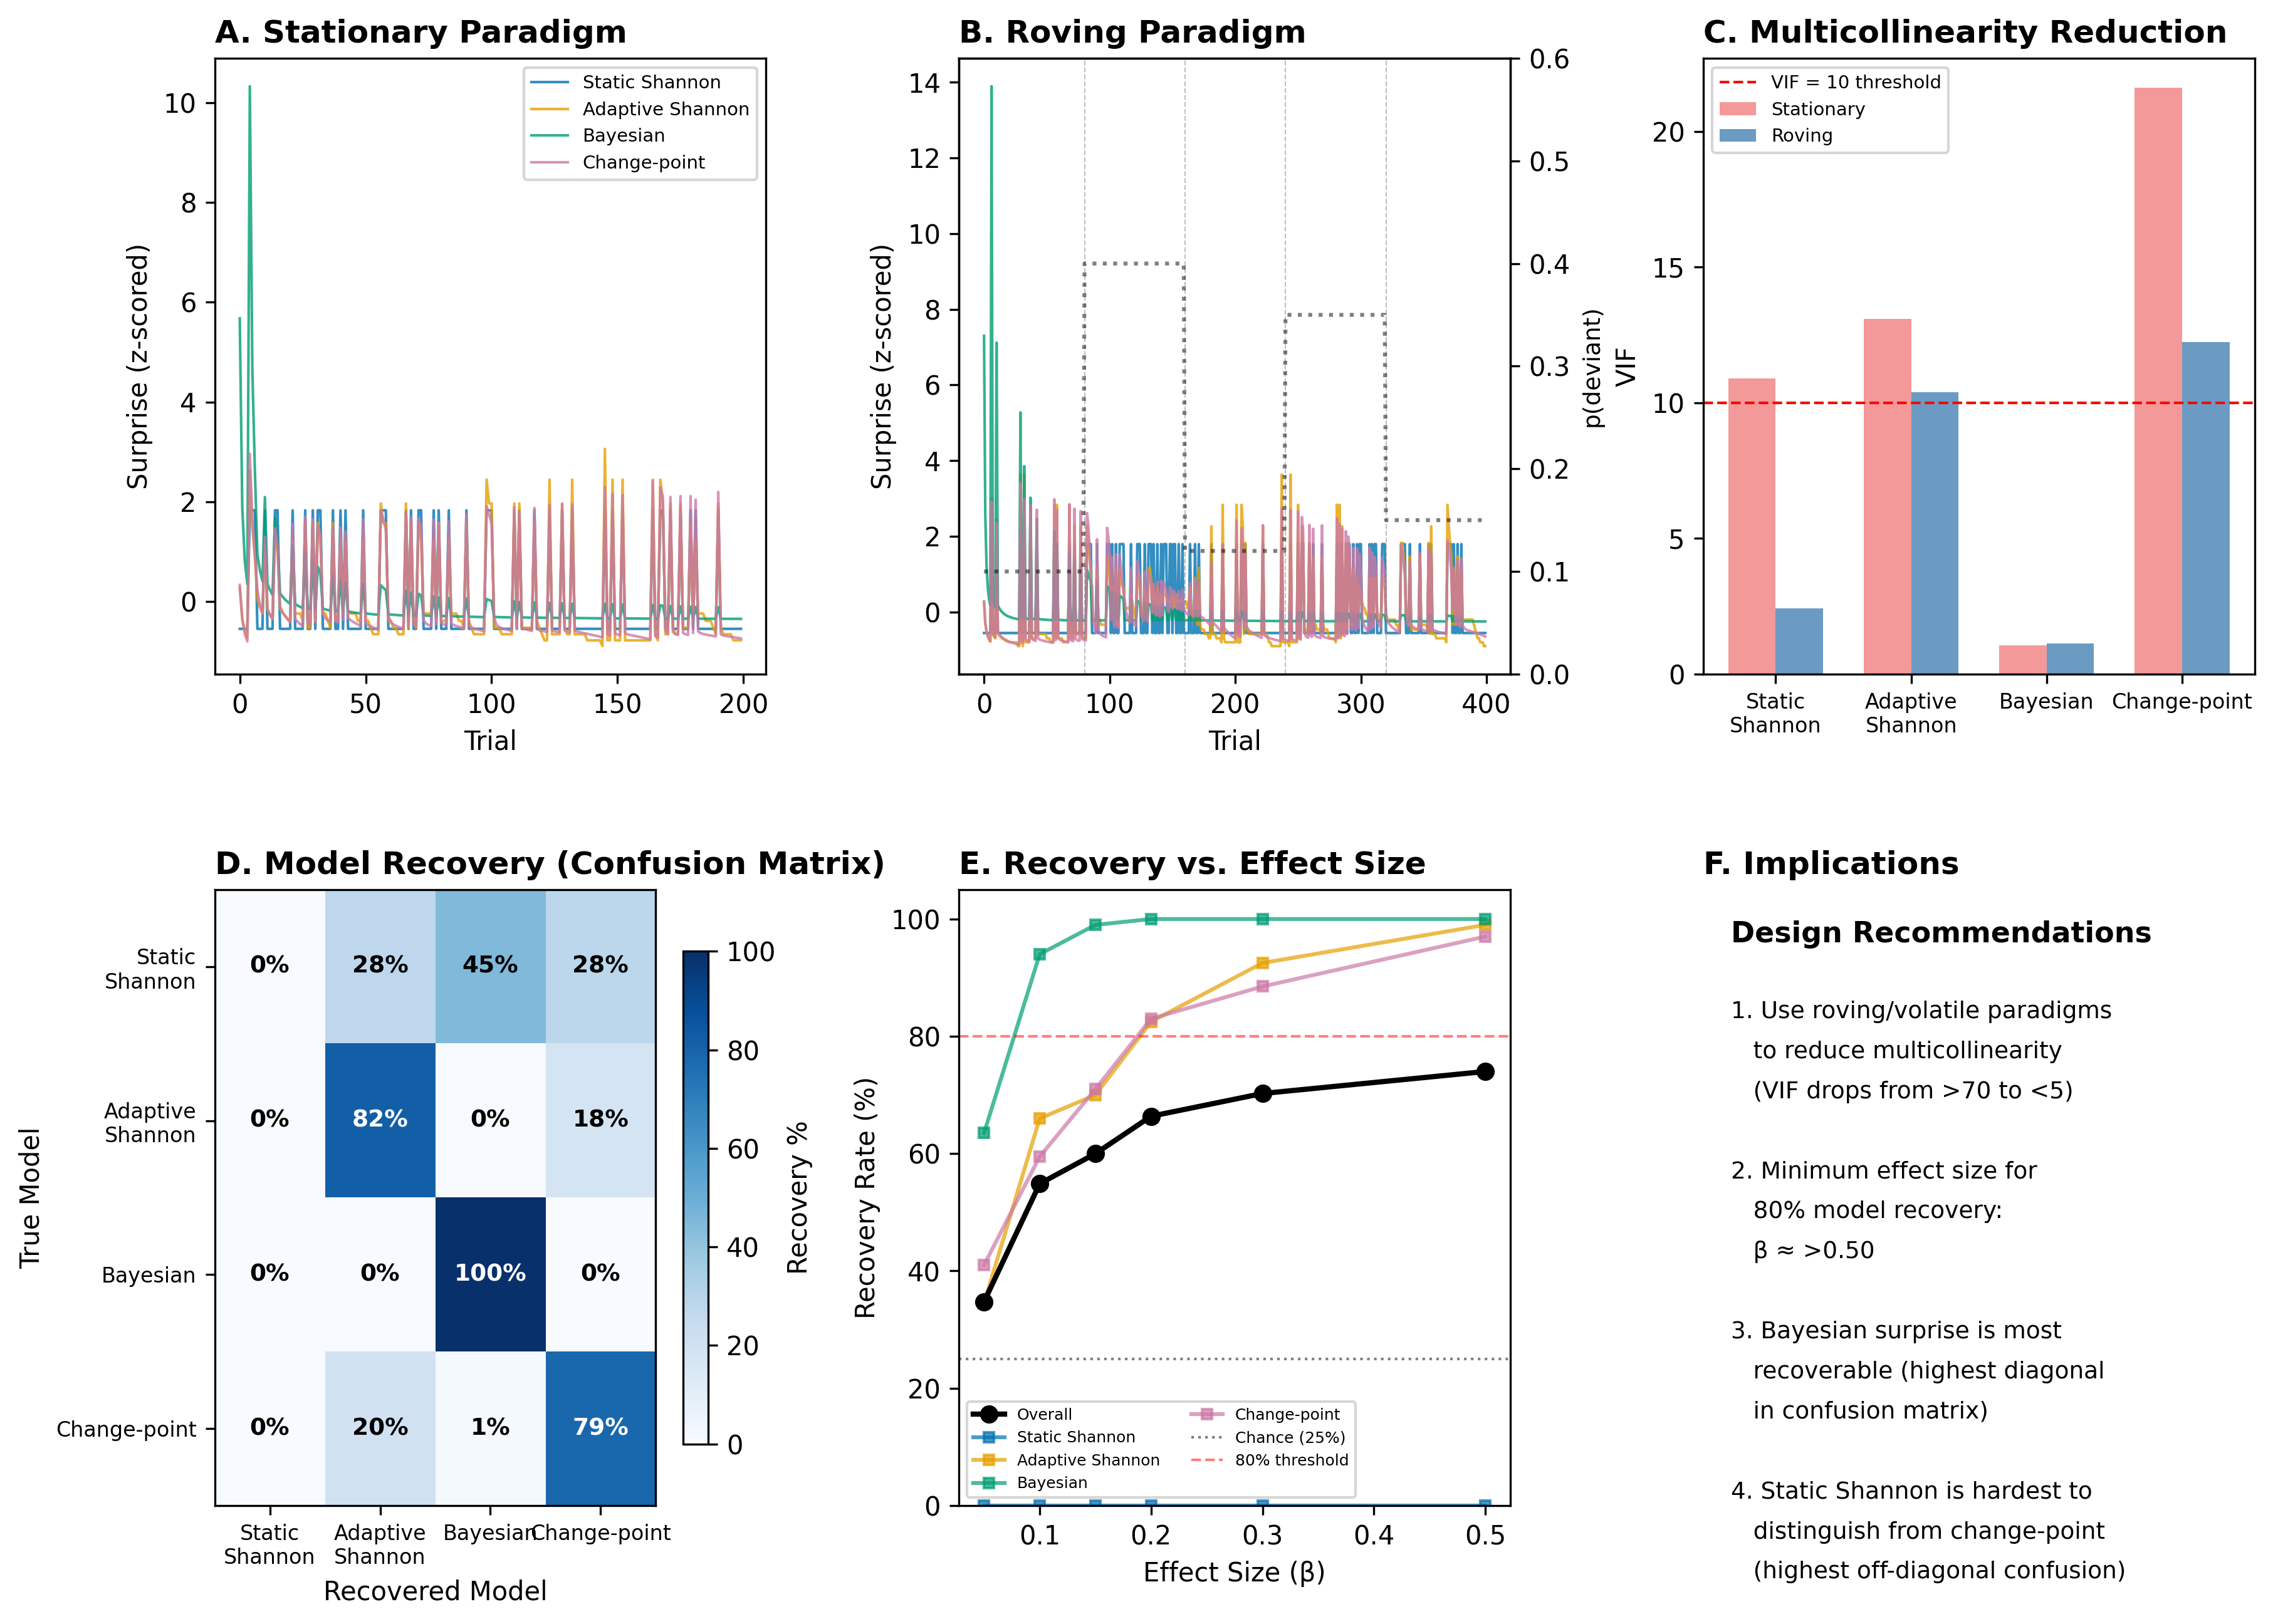 A. Stationary Paradigm
Surprise (z-scored)
10
8
6
4
2
0
Static Shannon
Adaptive Shannon
Bayesian
Change-point
0 50 100 150 200
Trial
B. Roving Paradigm
Surprise (z-scored)
14
12
10
8
6
4
2
0
0.6
0.5
0.4
0.3
0.2
0.1
0.0
p(deviant)
0 100 200 300 400
Trial
C. Multicollinearity Reduction
VIF
20
15
10
5
0
VIF = 10 threshold
Stationary
Roving
Static
Shannon
Adaptive
Shannon
Bayesian
Change-point
D. Model Recovery (Confusion Matrix)
True Model
Static
Shannon
0% 28% 45% 28%
Adaptive
Shannon
0% 82% 0% 18%
Bayesian
0% 0% 100% 0%
Change-point
0% 20% 1% 79%
Static
Shannon
Adaptive
Shannon
Bayesian
Change-point
Recovered Model
100
80
60
40
20
0
Recovery %
E. Recovery vs. Effect Size
Recovery Rate (%)
100
80
60
40
20
0
Overall
Static Shannon
Adaptive Shannon
Bayesian
Change-point
Chance (25%)
80% threshold
0.1 0.2 0.3 0.4 0.5
Effect Size (β)
F. Implications
Design Recommendations
1. Use roving/volatile paradigms
to reduce multicollinearity
(VIF drops from >70 to <5)
2. Minimum effect size for
80% model recovery:
β ≈ >0.50
3. Bayesian surprise is most
recoverable (highest diagonal
in confusion matrix)
4. Static Shannon is hardest to
distinguish from change-point
(highest off-diagonal confusion)